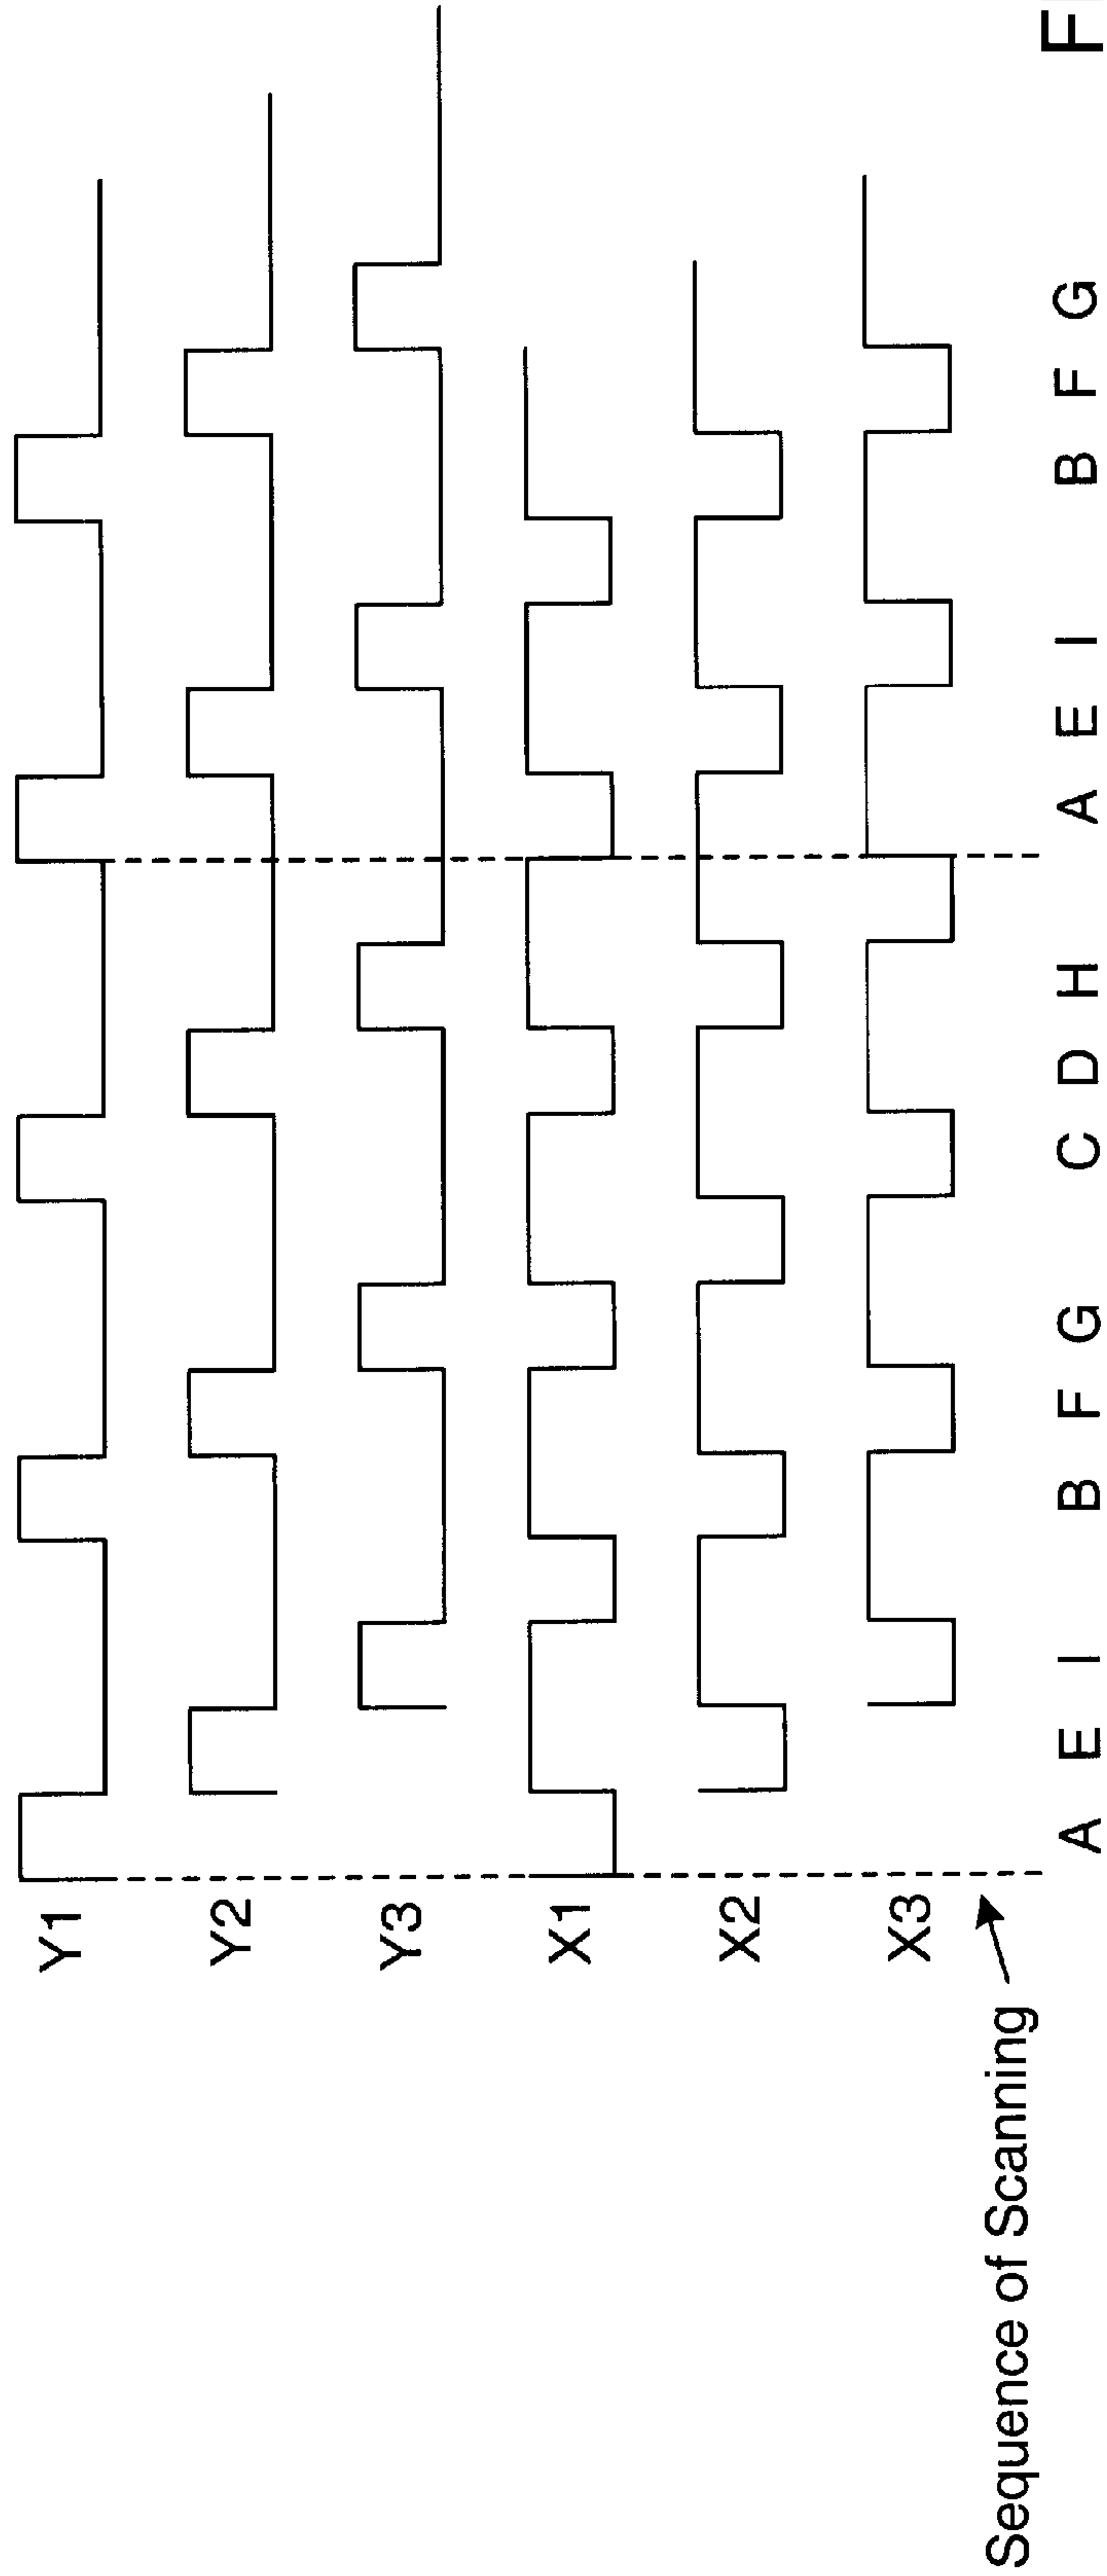 Y1
Y2
Y3
X1
X2
X3
Sequence of Scanning
A E I B F G C D H A E I B F G
F